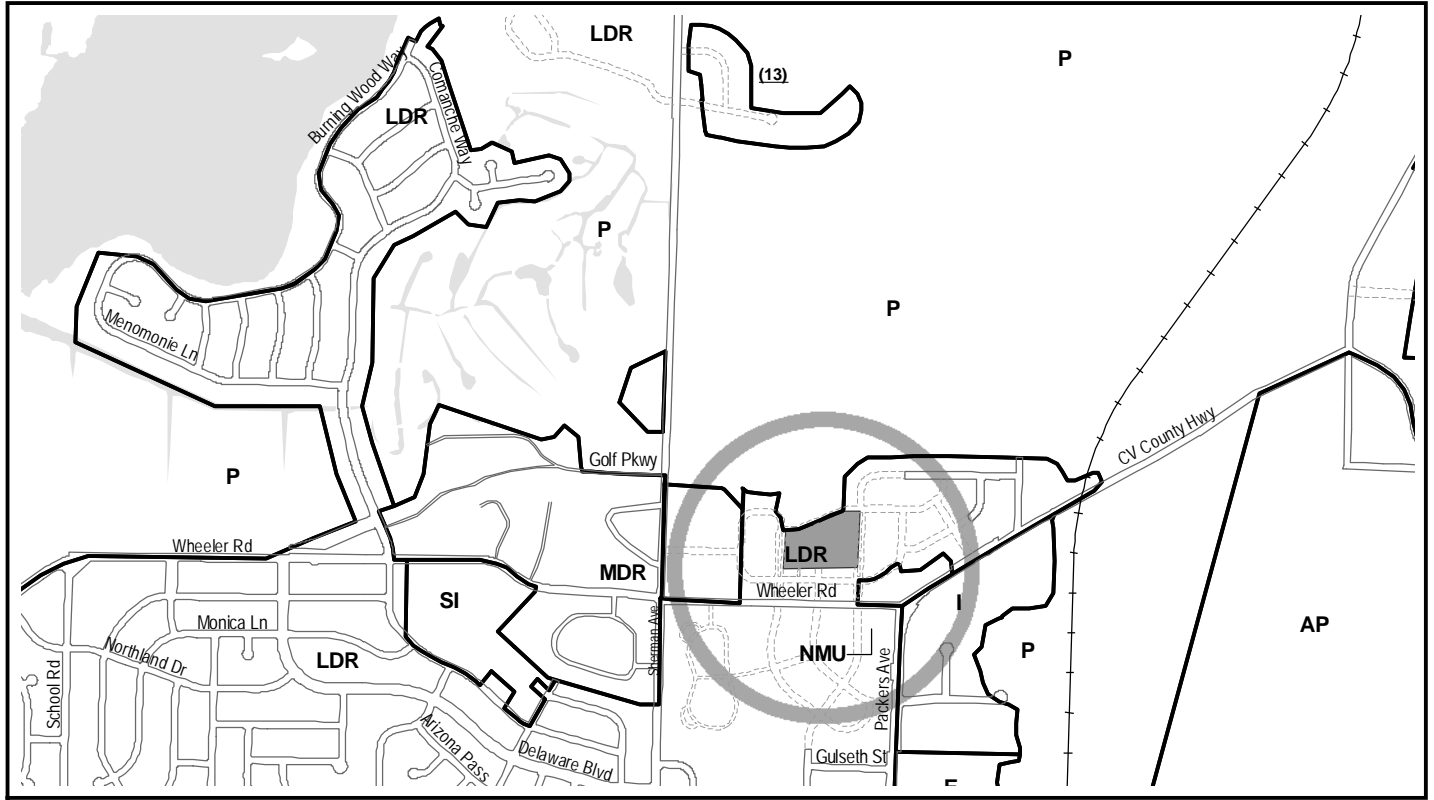 LDR
P
(13)
Burning Wood Way
Comanche Way
LDR
P
P
Menomonie Ln
CV County Hwy
Golf Pkwy
P
Wheeler Rd
LDR
MDR
Wheeler Rd
SI
I
Monica Ln
AP
Northland Dr
LDR
Sherman Ave
NMU
P
School Rd
Packers Ave
Arizona Pass
Delaware Blvd
Gulseth St